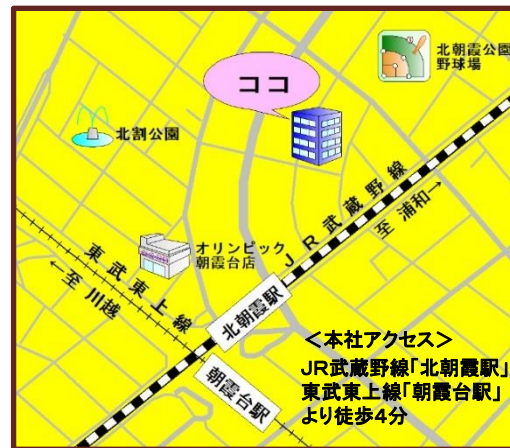 北朝霞公園
野球場
ココ
北割公園
JR武蔵野線
至 浦和→
オリンピック
朝霞台店
東武東上線
←至 川越
北朝霞駅
朝霞台駅
＜本社アクセス＞
JR武蔵野線｢北朝霞駅｣
東武東上線｢朝霞台駅｣
より徒歩4分